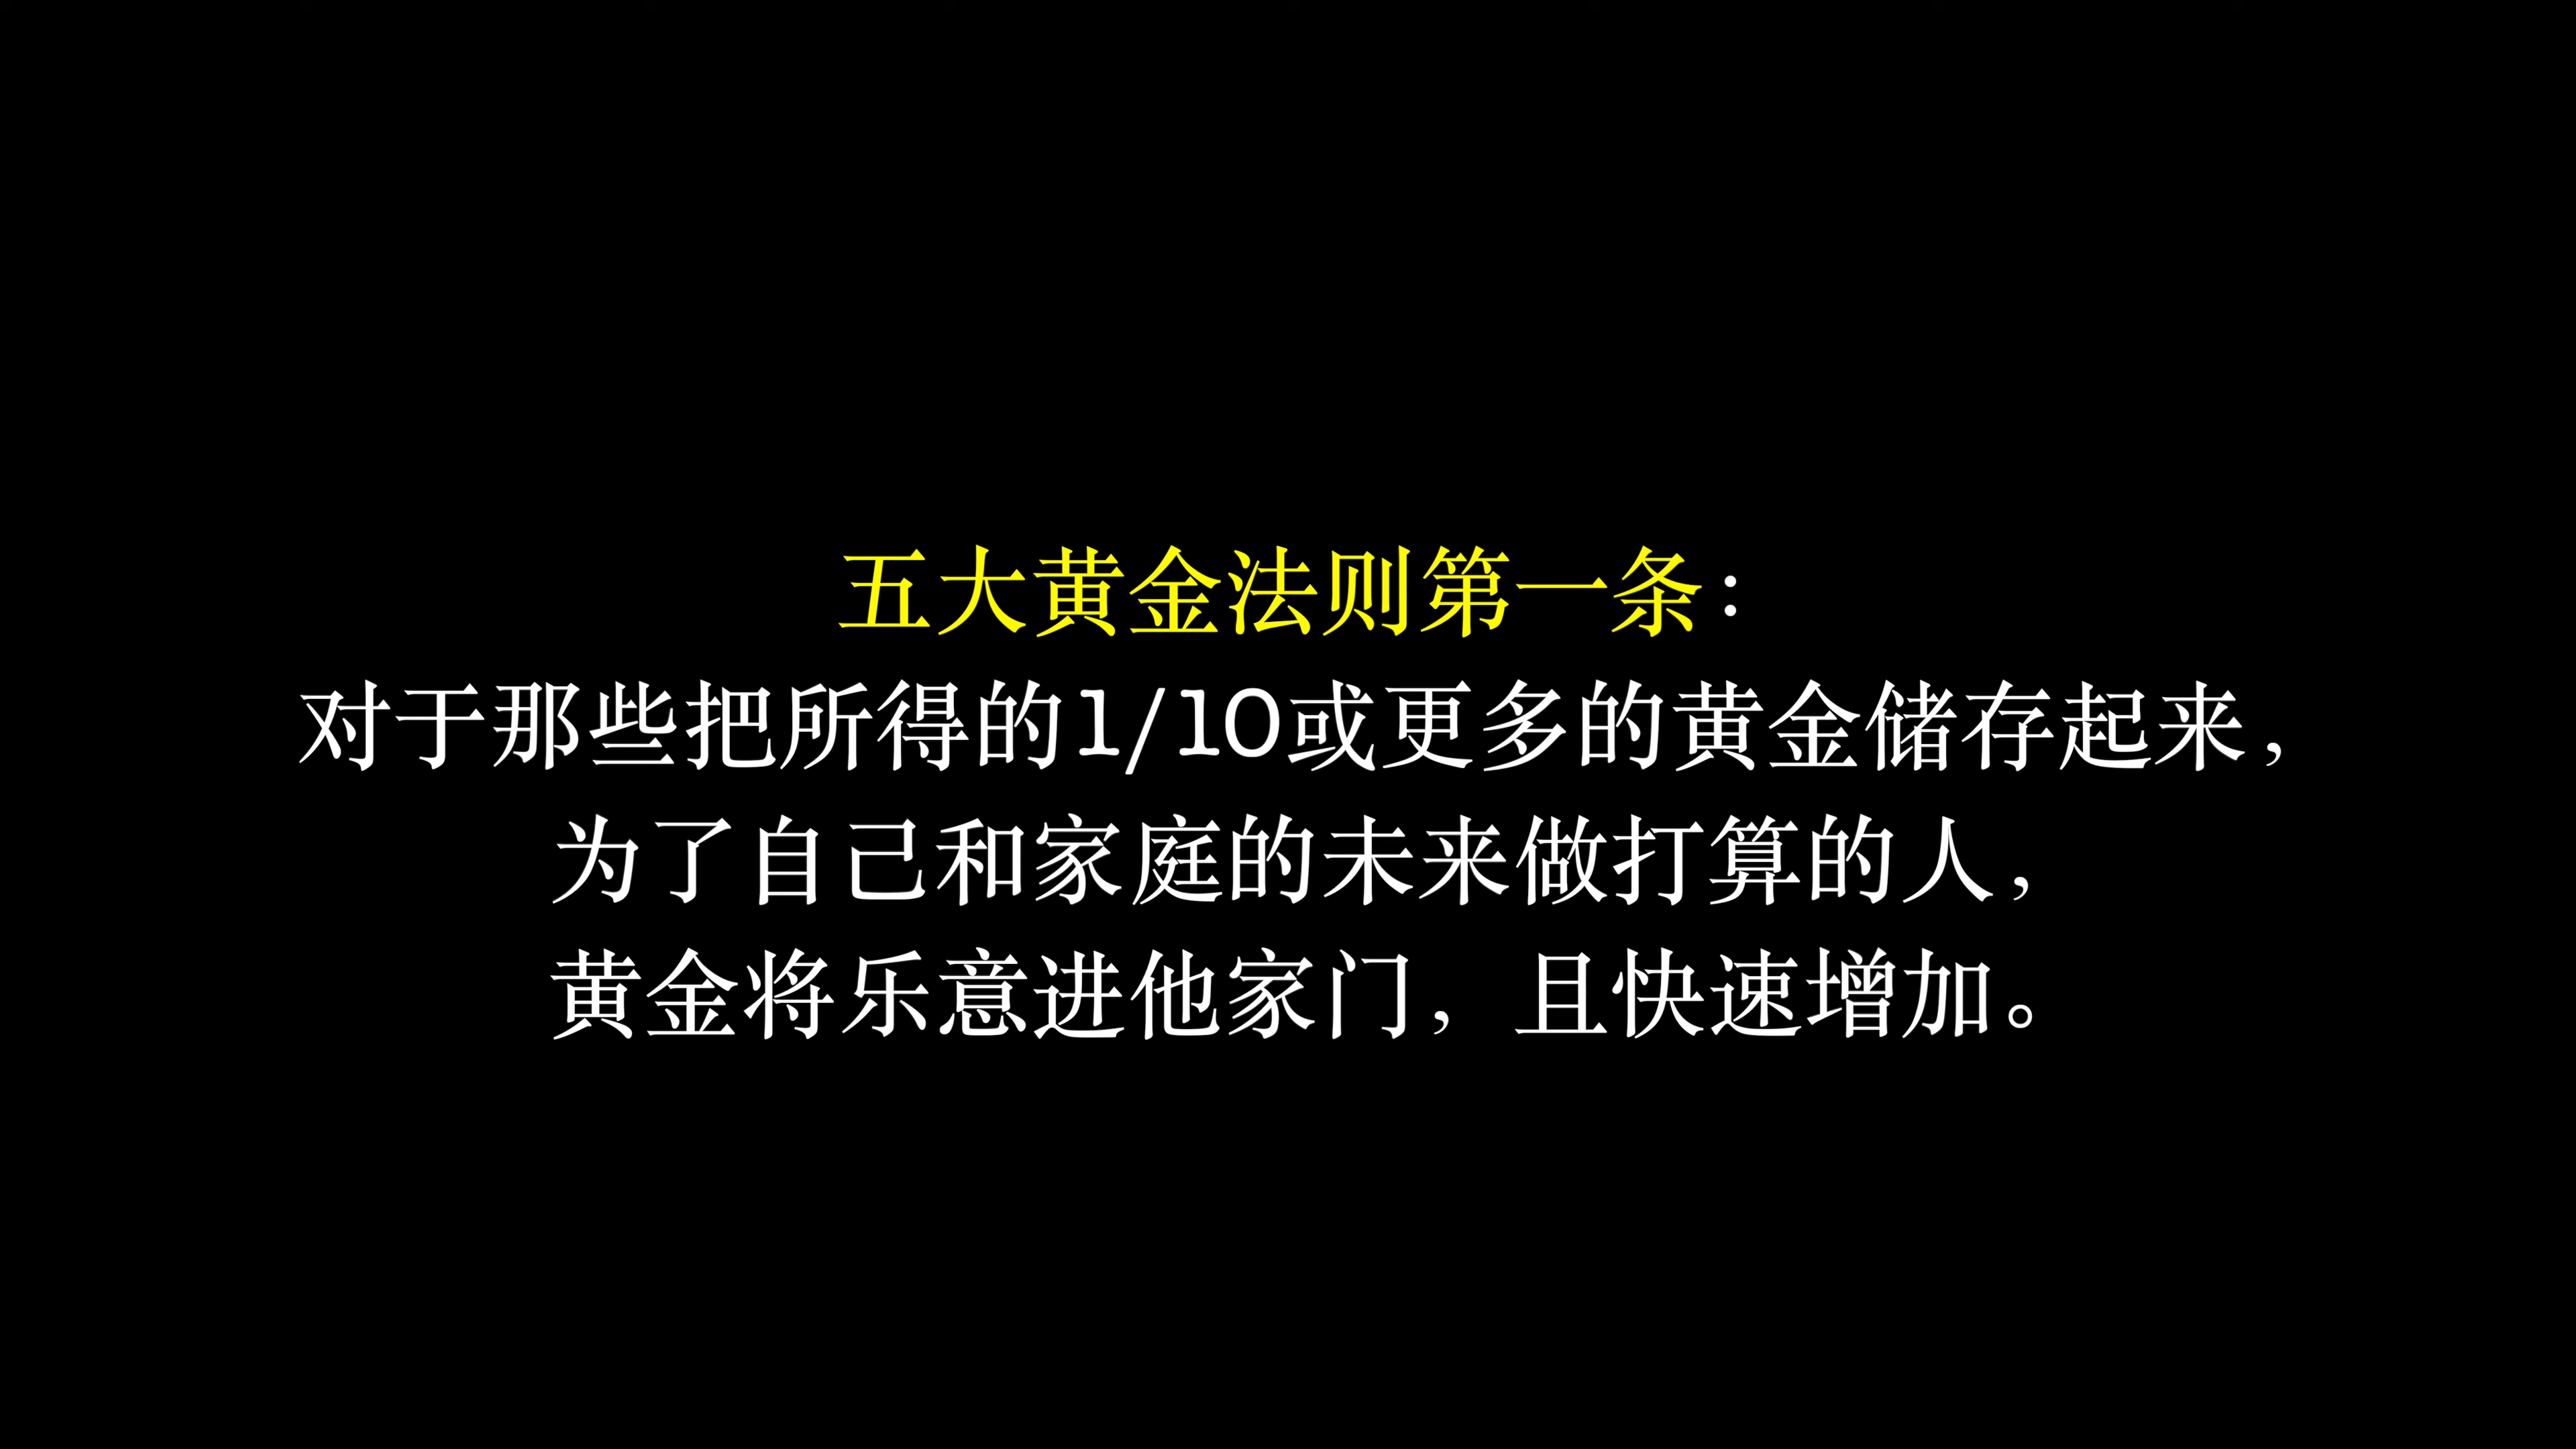 五大黄金法则第一条：
对于那些把所得的1/10或更多的黄金储存起来，
为了自己和家庭的未来做打算的人，
黄金将乐意进他家门，且快速增加。